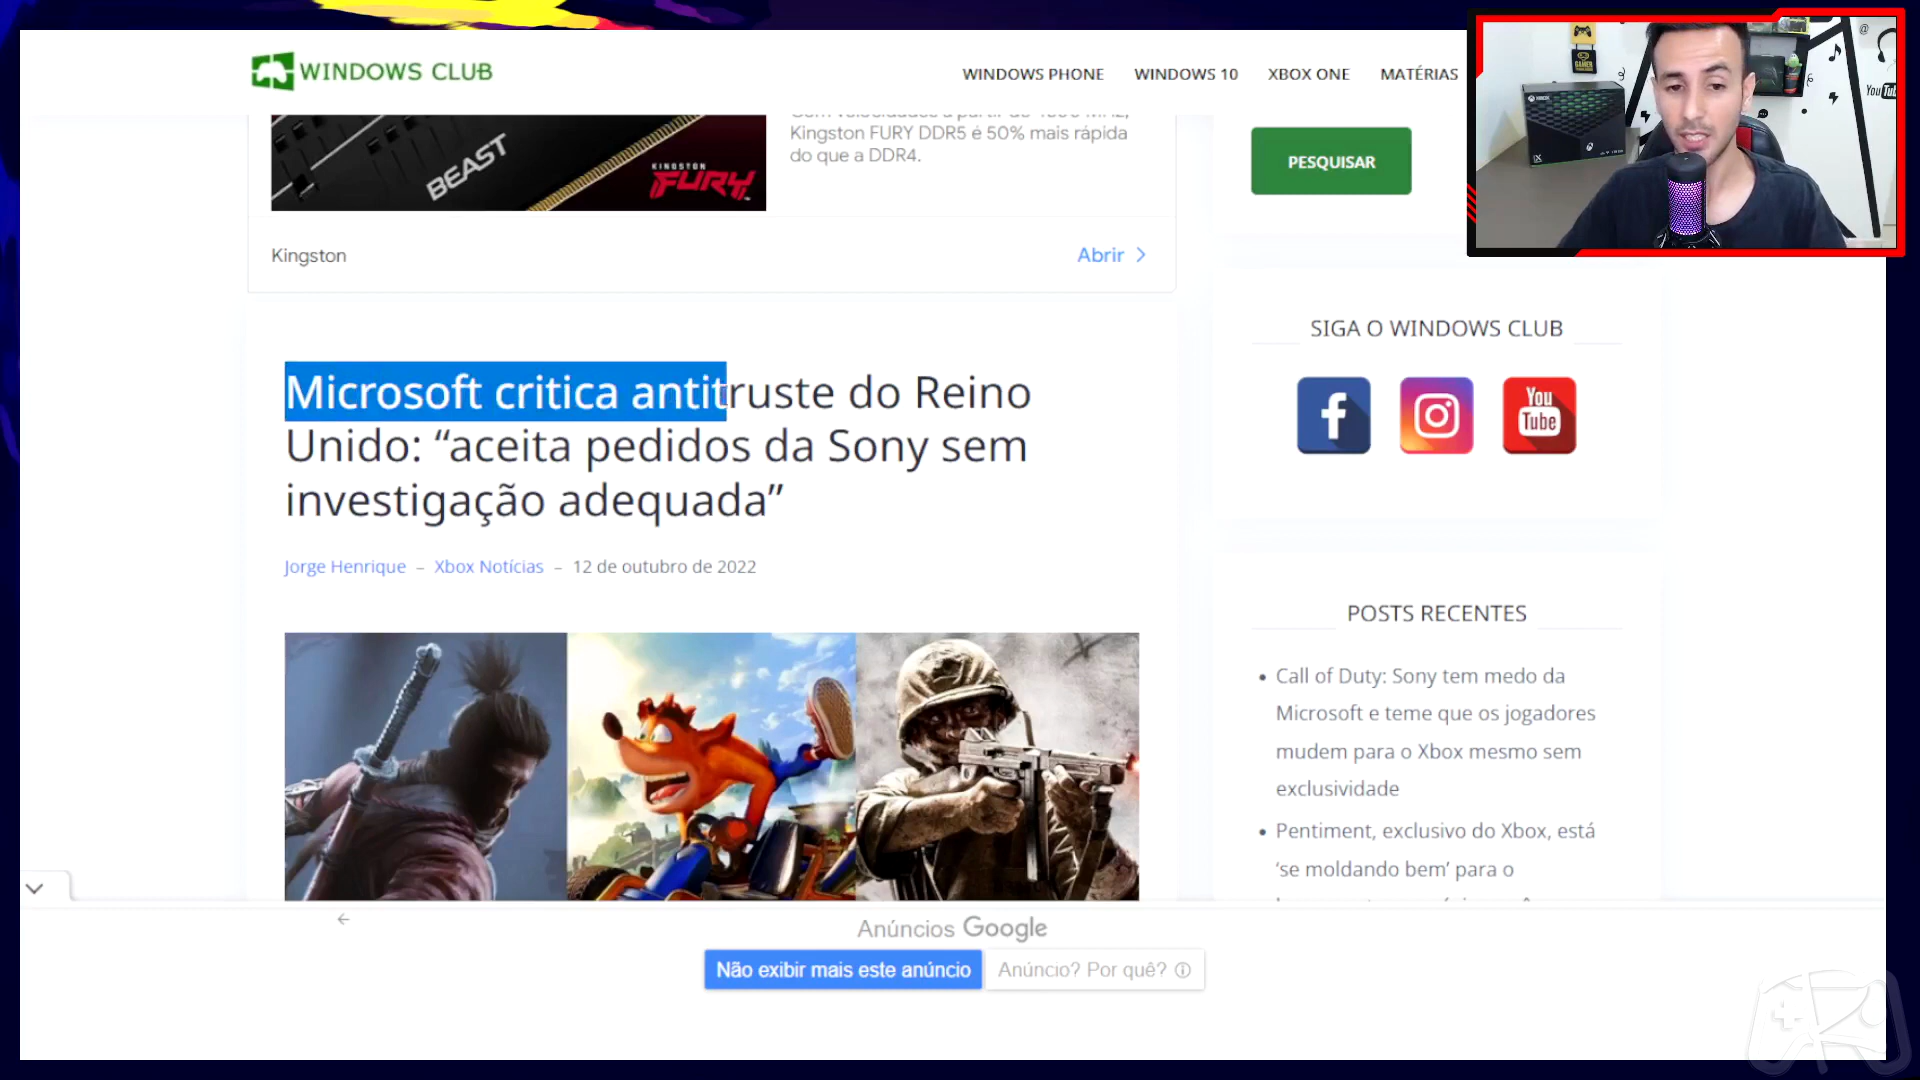 WINDOWS CLUB
WINDOWS PHONE
WINDOWS 10
XBOX ONE
MATÉRIAS
BEAST
KINGSTON
FURY
Kingston FURY DDR5 é 50% mais rápida
do que a DDR4.
Kingston
Abrir
PESQUISAR
You
SIGA O WINDOWS CLUB
You
Tube
Microsoft critica antitruste do Reino
Unido: “aceita pedidos da Sony sem
investigação adequada”
Jorge Henrique – Xbox Notícias – 12 de outubro de 2022
POSTS RECENTES
Call of Duty: Sony tem medo da
Microsoft e teme que os jogadores
mudem para o Xbox mesmo sem
exclusividade
Pentiment, exclusivo do Xbox, está
‘se moldando bem’ para o
Anúncios Google
Não exibir mais este anúncio
Anúncio? Por quê?